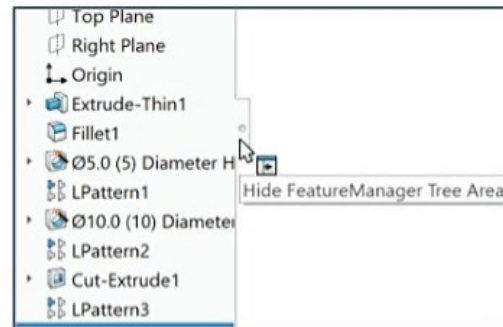 Top Plane
Right Plane
Origin
Extrude-Thin1
Fillet1
Ø5.0 (5) Diameter H
LPattern1
Hide FeatureManager Tree Area
Ø10.0 (10) Diameter
LPattern2
Cut-Extrude1
LPattern3